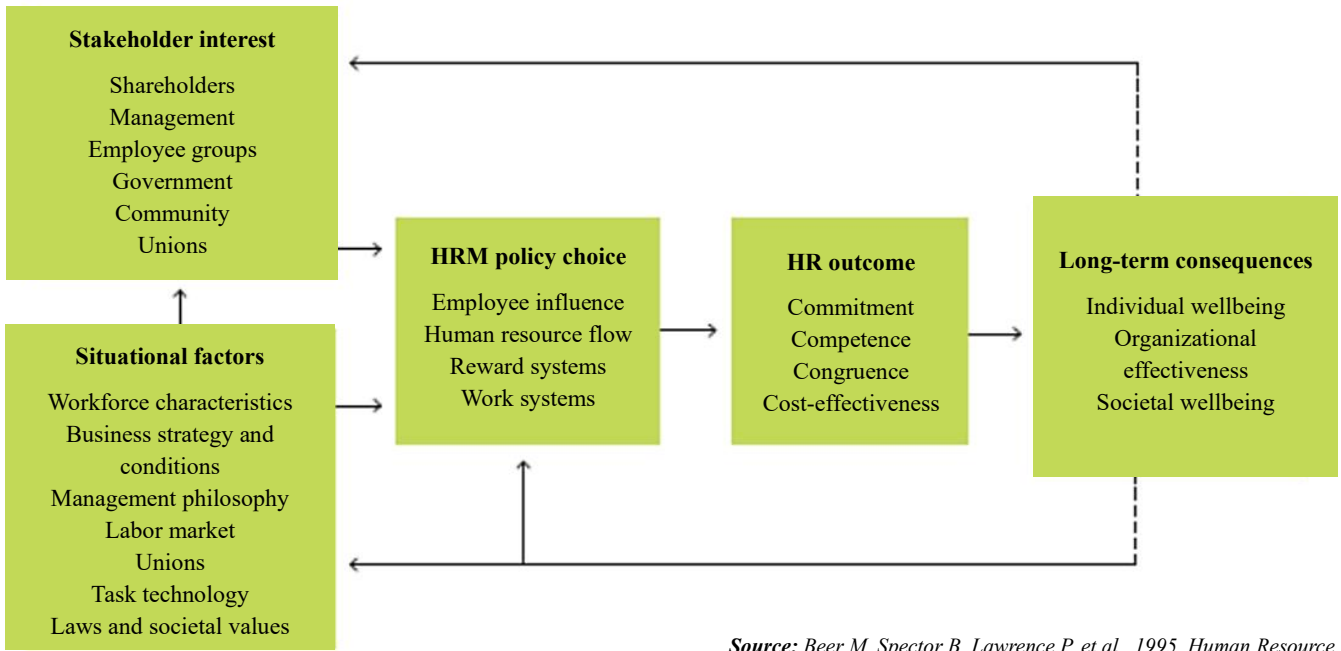 Stakeholder interest
Shareholders
Management
Employee groups
Government
Community
Unions
Situational factors
Workforce characteristics
Business strategy and
conditions
Management philosophy
Labor market
Unions
Task technology
Laws and societal values
HRM policy choice
Employee influence
Human resource flow
Reward systems
Work systems
HR outcome
Commitment
Competence
Congruence
Cost-effectiveness
Long-term consequences
Individual wellbeing
Organizational
effectiveness
Societal wellbeing
Source: Beer M, Spector B, Lawrence P, et al., 1995. Human Resource